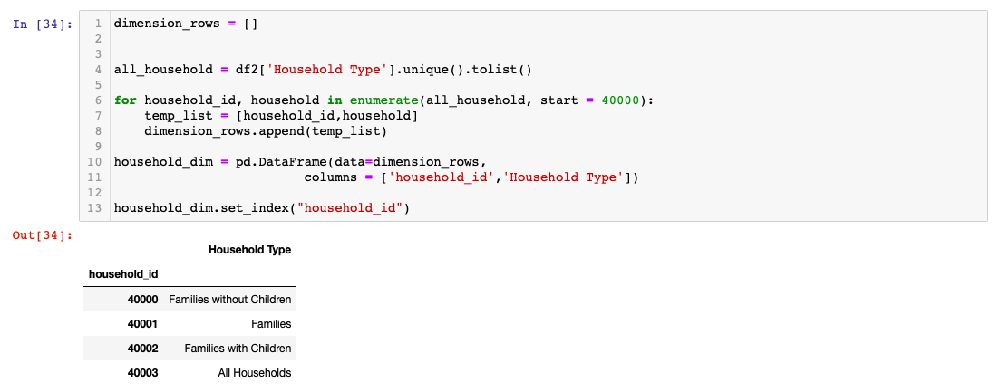 In [34]:
1 dimension_rows = []
2
3
4 all_household = df2['Household Type'].unique().tolist()
5
6 for household_id, household in enumerate(all_household, start = 40000):
7     temp_list = [household_id,household]
8     dimension_rows.append(temp_list)
9
10 household_dim = pd.DataFrame(data=dimension_rows,
11                          columns = ['household_id','Household Type'])
12
13 household_dim.set_index("household_id")
Out[34]:
Household Type
household_id
40000 Families without Children
40001 Families
40002 Families with Children
40003 All Households